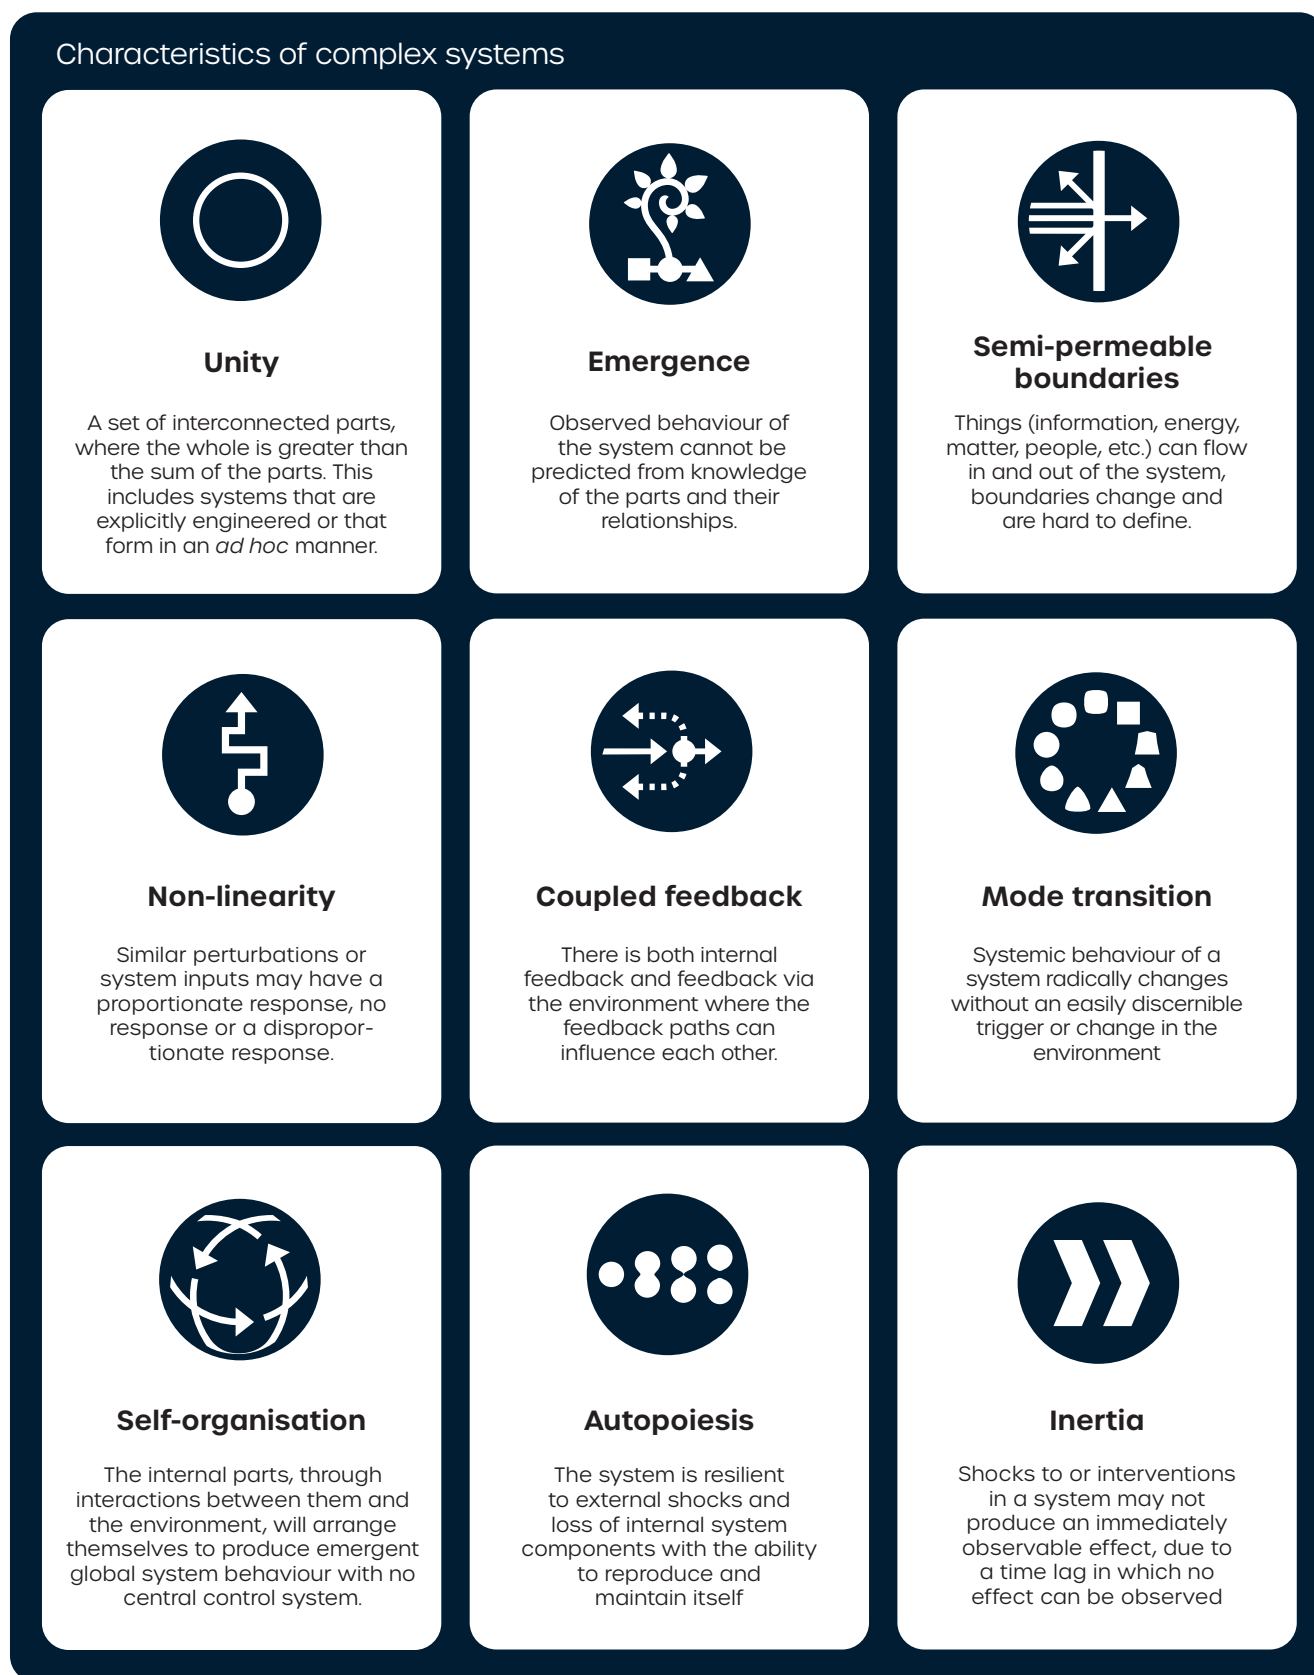 Characteristics of complex systems
Unity
A set of interconnected parts,
where the whole is greater than
the sum of the parts. This
includes systems that are
explicitly engineered or that
form in an ad hoc manner.
Emergence
Observed behaviour of
the system cannot be
predicted from knowledge
of the parts and their
relationships.
Semi-permeable
boundaries
Things (information, energy,
matter, people, etc.) can flow
in and out of the system,
boundaries change and
are hard to define.
Non-linearity
Similar perturbations or
system inputs may have a
proportionate response, no
response or a dispropor-
tionate response.
Coupled feedback
There is both internal
feedback and feedback via
the environment where the
feedback paths can
influence each other.
Mode transition
Systemic behaviour of a
system radically changes
without an easily discernible
trigger or change in the
environment
Self-organisation
The internal parts, through
interactions between them and
the environment, will arrange
themselves to produce emergent
global system behaviour with no
central control system.
Autopoiesis
The system is resilient
to external shocks and
loss of internal system
components with the ability
to reproduce and
maintain itself
Inertia
Shocks to or interventions
in a system may not
produce an immediately
observable effect, due to
a time lag in which no
effect can be observed